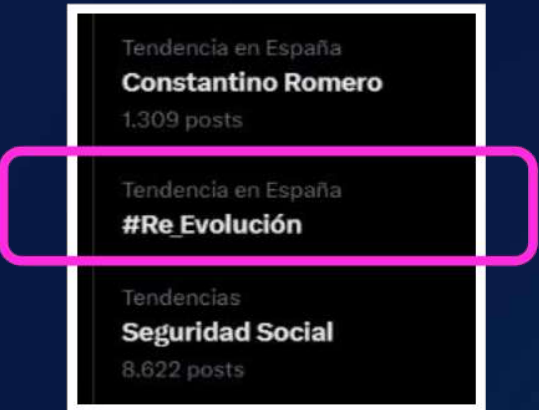 Tendencia en España
Constantino Romero
1.309 posts
Tendencia en España
#Re_Evolución
Tendencias
Seguridad Social
8.622 posts